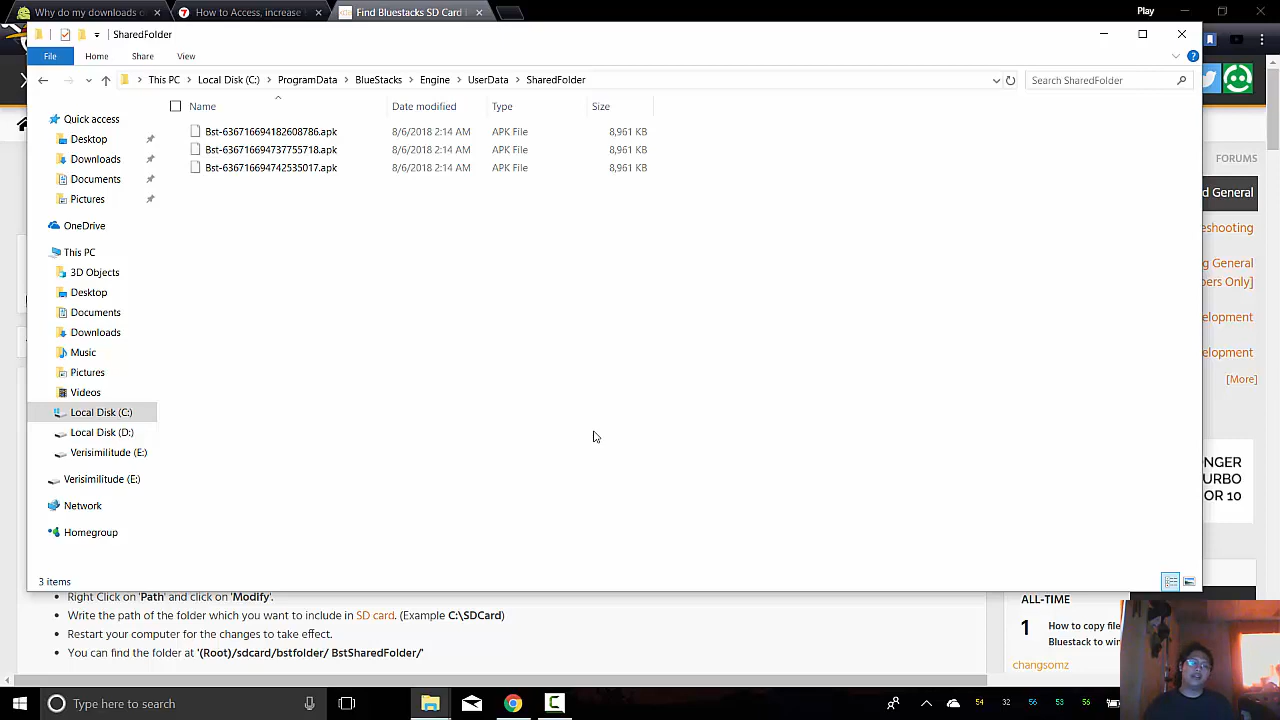 Why do my downloads o
How to Access, increase
Find Bluestacks SD Card
Play
SharedFolder
File
Home
Share
View
This PC
Local Disk (C:)
ProgramData
BlueStacks
Engine
UserData
SharedFolder
Search SharedFolder
Name
Date modified
Type
Size
Bst-636716694182608786.apk 8/6/2018 2:14 AM APK File 8,961 KB
Bst-636716694737755718.apk 8/6/2018 2:14 AM APK File 8,961 KB
Bst-636716694742535017.apk 8/6/2018 2:14 AM APK File 8,961 KB
Quick access
Desktop
Downloads
Documents
Pictures
OneDrive
This PC
3D Objects
Desktop
Documents
Downloads
Music
Pictures
Videos
Local Disk (C:)
Local Disk (D:)
Verisimilitude (E:)
Verisimilitude (E:)
Network
Homegroup
3 items
FORUMS
d General
eshooting
g General
ers Only]
elopment
elopment
[More]
NGER
URBO
OR 10
Right Click on 'Path' and click on 'Modify'.
Write the path of the folder which you want to include in SD card. (Example C:\SDCard)
Restart your computer for the changes to take effect.
You can find the folder at '(Root)/sdcard/bstfolder/ BstSharedFolder/'
ALL-TIME
1
How to copy file
Bluestack to win
changsomz
Type here to search
54
32
56
53
56